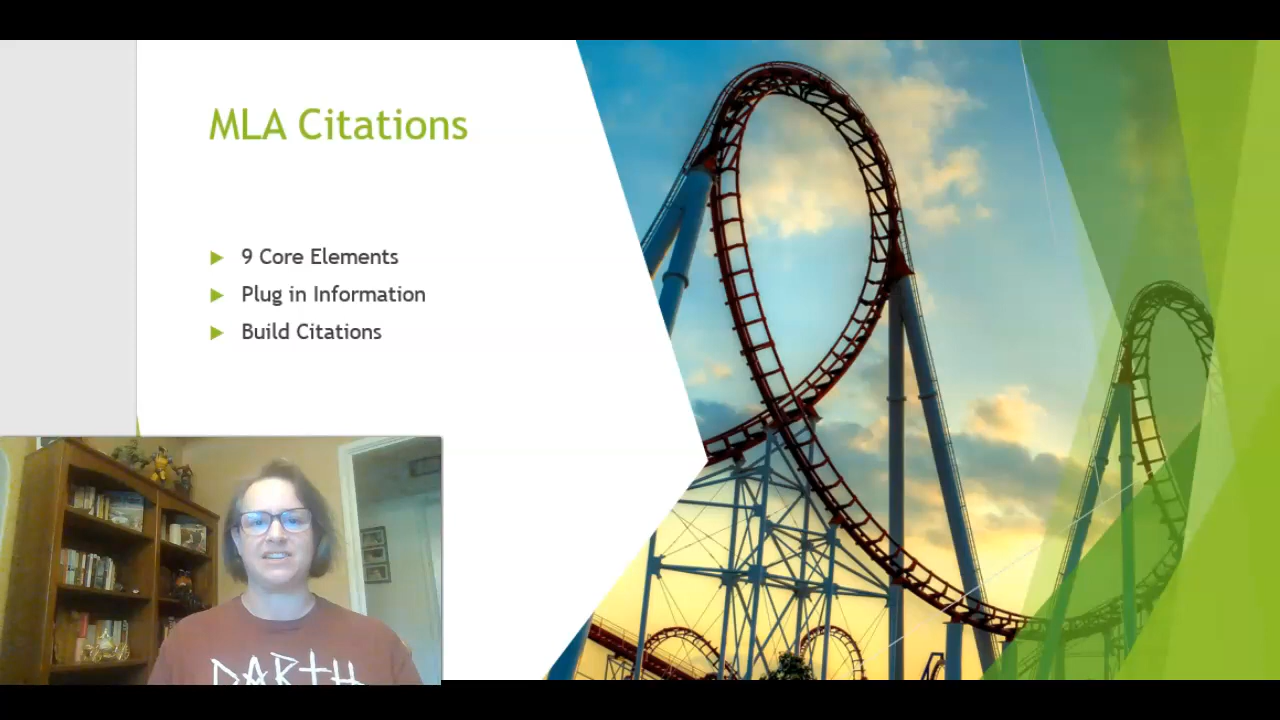 MLA Citations
9 Core Elements
Plug in Information
Build Citations
DARTH